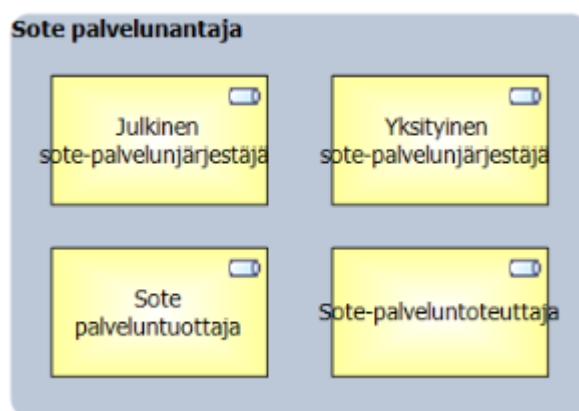 Sote palvelunantaja
Julkinen
sote-palvelunjärjestäjä
Yksityinen
sote-palvelunjärjestäjä
Sote
palveluntuottaja
Sote-palveluntoteuttaja